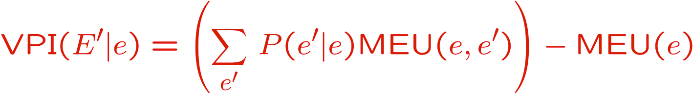 VPI(E′|e) = (∑_{e′} P(e′|e)MEU(e, e′)) − MEU(e)